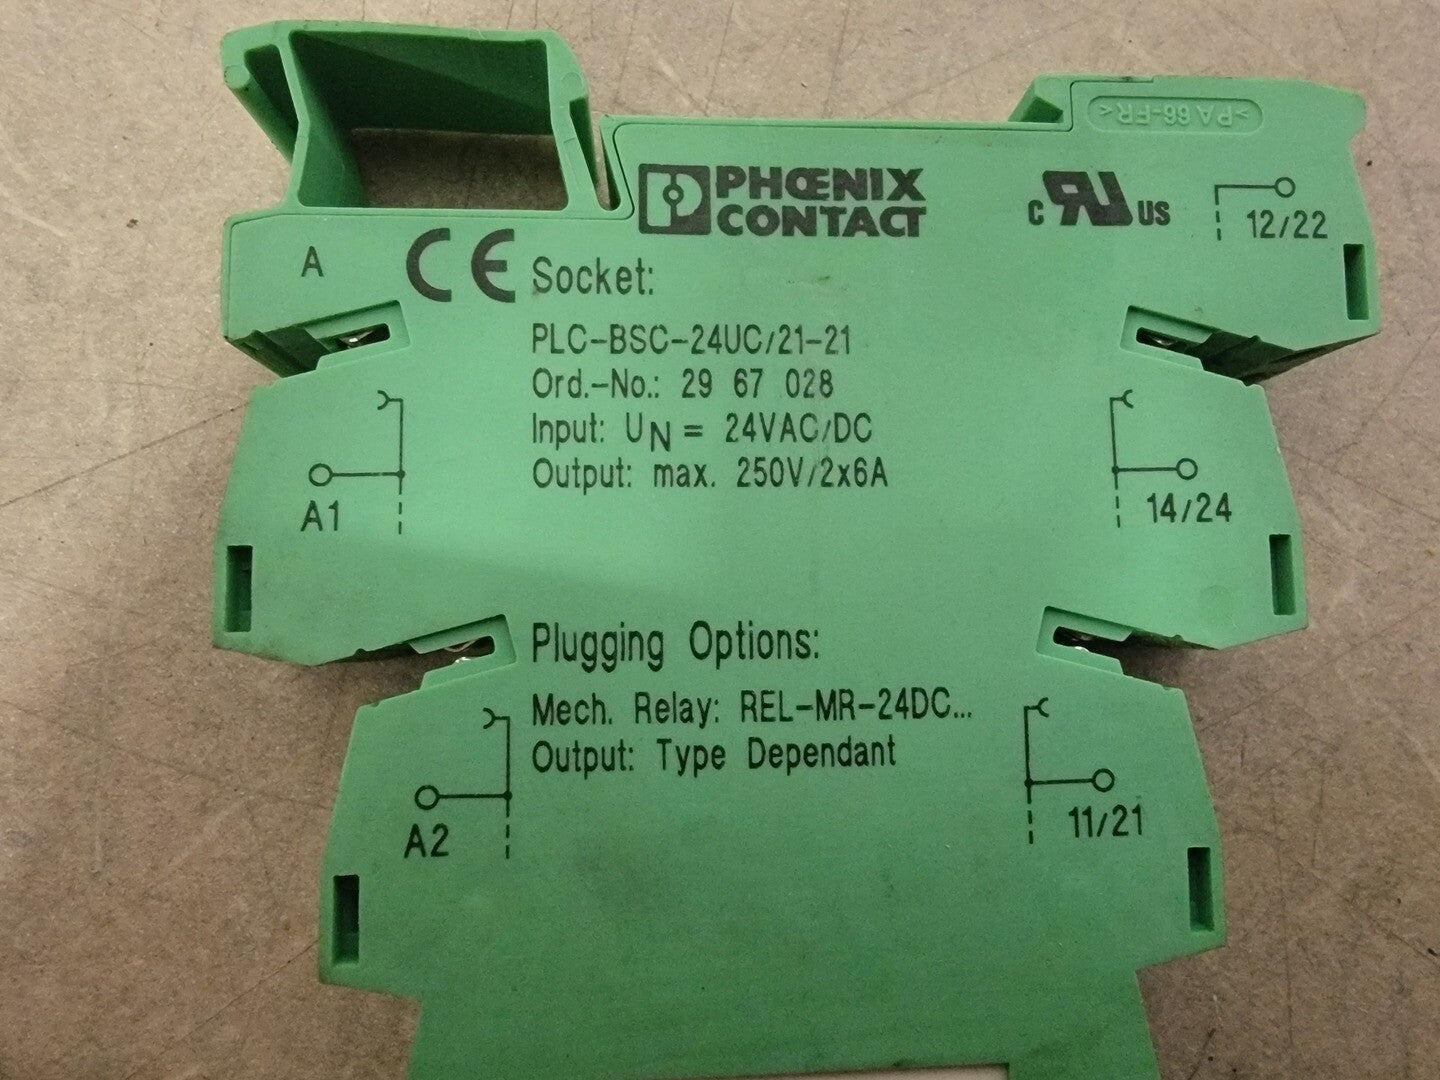 >PA 66-FR<
PHŒNIX
CONTACT
c RU US
12/22
A
CE
Socket:
PLC-BSC-24UC/21-21
Ord.-No.: 29 67 028
Input: UN = 24VAC/DC
Output: max. 250V/2x6A
A1
14/24
Plugging Options:
Mech. Relay: REL-MR-24DC...
Output: Type Dependant
A2
11/21